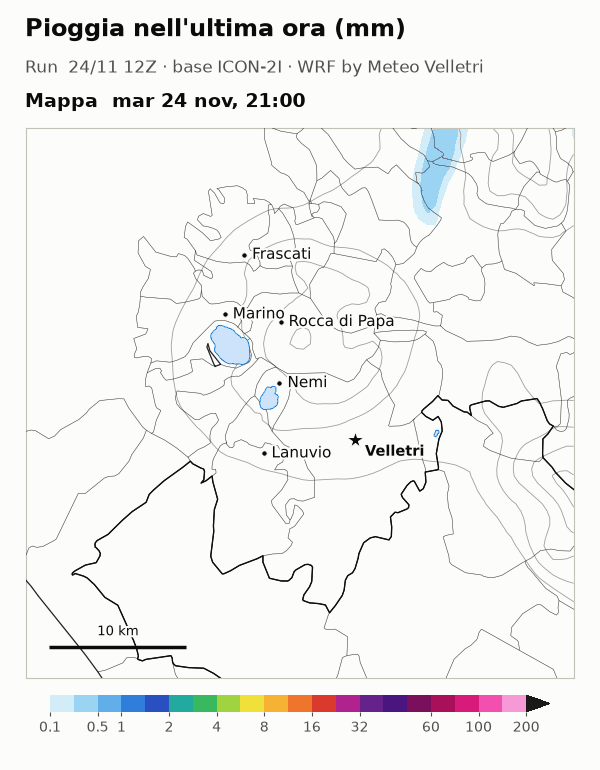 Pioggia nell'ultima ora (mm)
Run  24/11 12Z · base ICON-2I · WRF by Meteo Velletri
Mappa  mar 24 nov, 21:00
Frascati
Marino
Rocca di Papa
Nemi
Velletri
Lanuvio
10 km
0.1 0.5 1 2 4 8 16 32 60 100 200